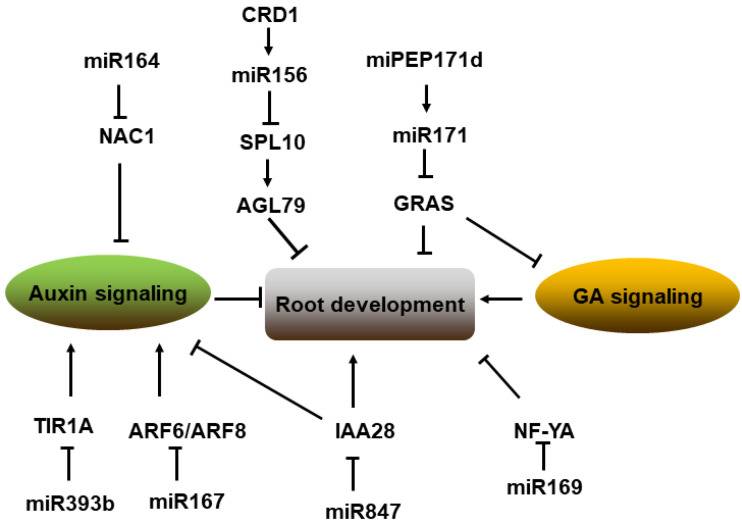 CRD1
miR164
miR156
miPEP171d
NAC1
SPL10
miR171
AGL79
GRAS
Auxin signaling
Root development
GA signaling
TIR1A
ARF6/ARF8
IAA28
NF-YA
miR393b
miR167
miR847
miR169